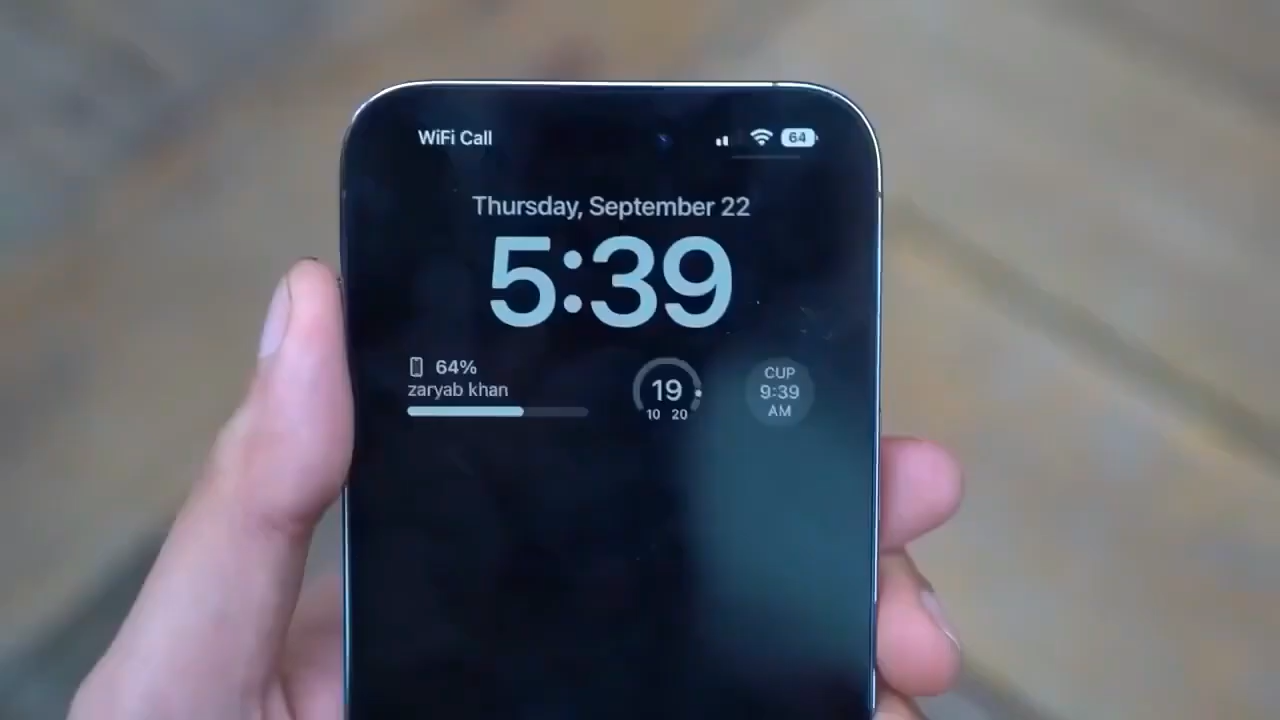 WiFi Call 64
Thursday, September 22
5:39
64%
zaryab khan
19
10 20
CUP
9:39
AM